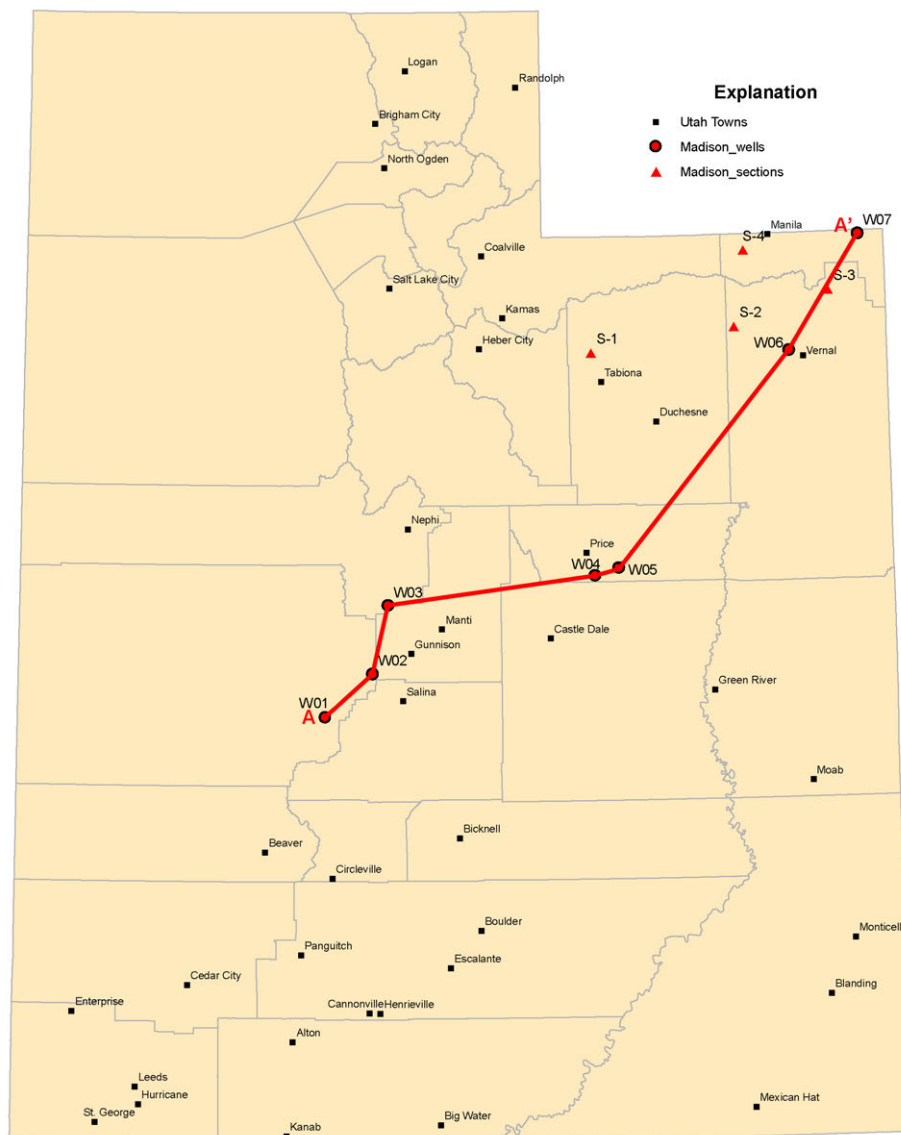 Logan
Randolph
Explanation
Utah Towns
Madison_wells
Madison_sections
Brigham City
North Ogden
A'
W07
Manila
S-4
Coalville
Salt Lake City
S-3
Kamas
S-2
Heber City
S-1
W06
Vernal
Tabiona
Duchesne
Nephi
Price
W04
W05
W03
Manti
Castle Dale
Gunnison
W02
Salina
Green River
W01
A
Moab
Beaver
Bicknell
Circleville
Boulder
Monticell
Panguitch
Escalante
Cedar City
Blanding
Enterprise
Cannonville
Henrieville
Alton
Leeds
Hurricane
Mexican Hat
St. George
Big Water
Kanab